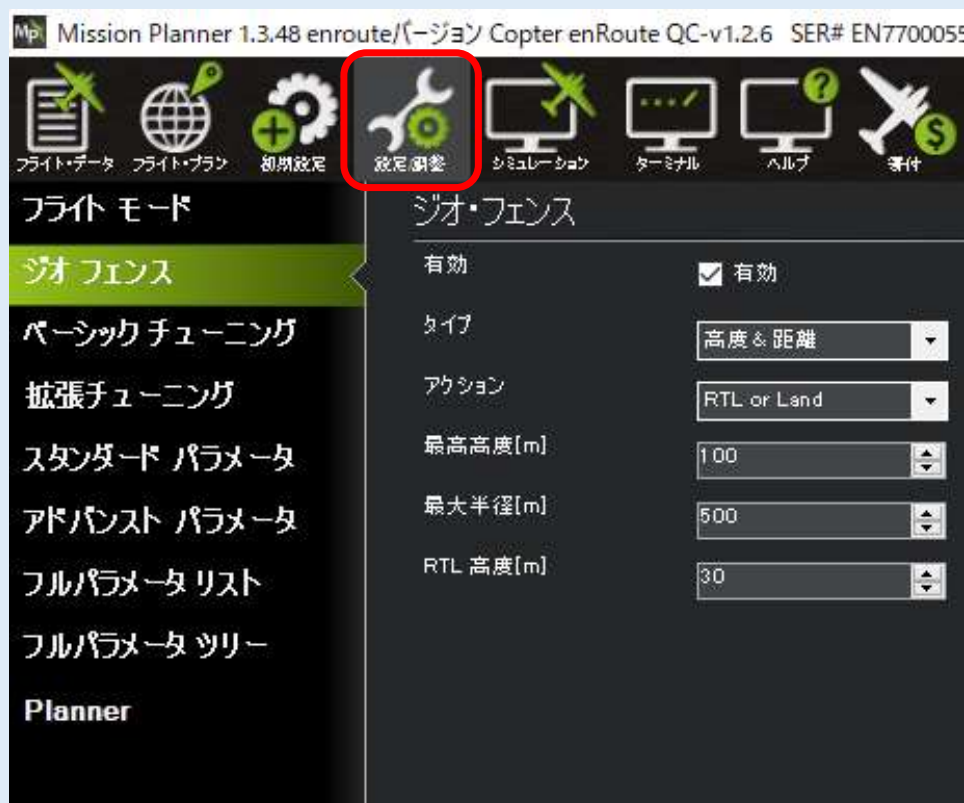 Mp Mission Planner 1.3.48 enroute/バージョン Copter enRoute QC-v1.2.6 SER# EN7700055
フライト・データ フライト・プラン 初期設定 設定/調整 シミュレーション ターミナル ヘルプ 寄付
フライト モード
ジオ・フェンス
ジオ フェンス
有効
有効
ベーシック チューニング
タイプ
高度 & 距離
拡張チューニング
アクション
RTL or Land
スタンダード パラメータ
最高高度[m]
100
アドバンスト パラメータ
最大半径[m]
500
フルパラメータ リスト
RTL 高度[m]
30
フルパラメータ ツリー
Planner